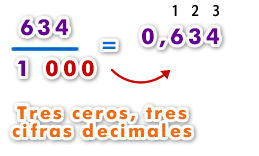 1 2 3
634
1 000
=
0,634
Tres ceros, tres
cifras decimales